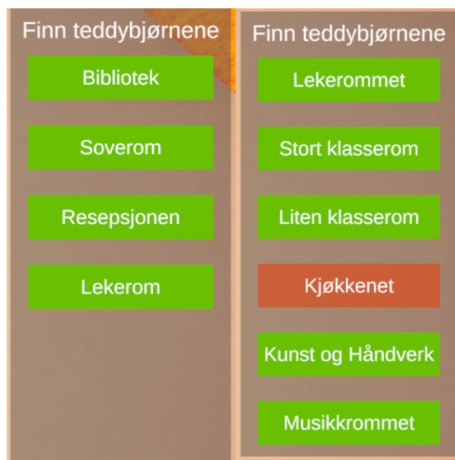 Finn teddybjørnene
Bibliotek
Soverom
Resepsjonen
Lekerom
Finn teddybjørnene
Lekerommet
Stort klasserom
Liten klasserom
Kjøkkenet
Kunst og Håndverk
Musikkrommet